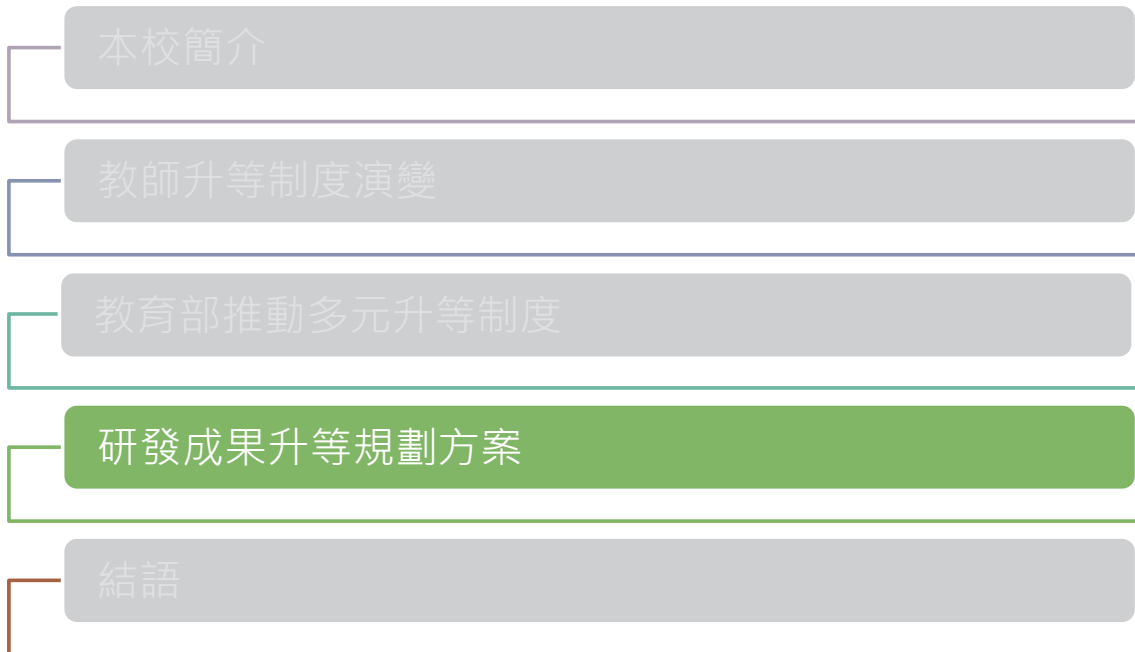 本校簡介
教師升等制度演變
教育部推動多元升等制度
研發成果升等規劃方案
結語